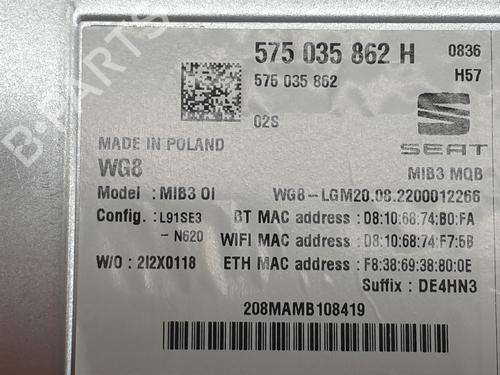 575 035 862 H
0836
575 035 862
H57
02S
SEAT
MADE IN POLAND
WG8
MIB3 MQB
Model : MIB3 OI
WG8-LGM20.08.2200012266
Config. : L91SE3
-N620
BT MAC address : D8:10:68:74:B0:FA
WIFI MAC address : D8:10:68:74:F7:5B
W/O : 2I2X0118
ETH MAC address : F8:38:69:38:80:0E
Suffix : DE4HN3
208MAMB108419
B-PARTS